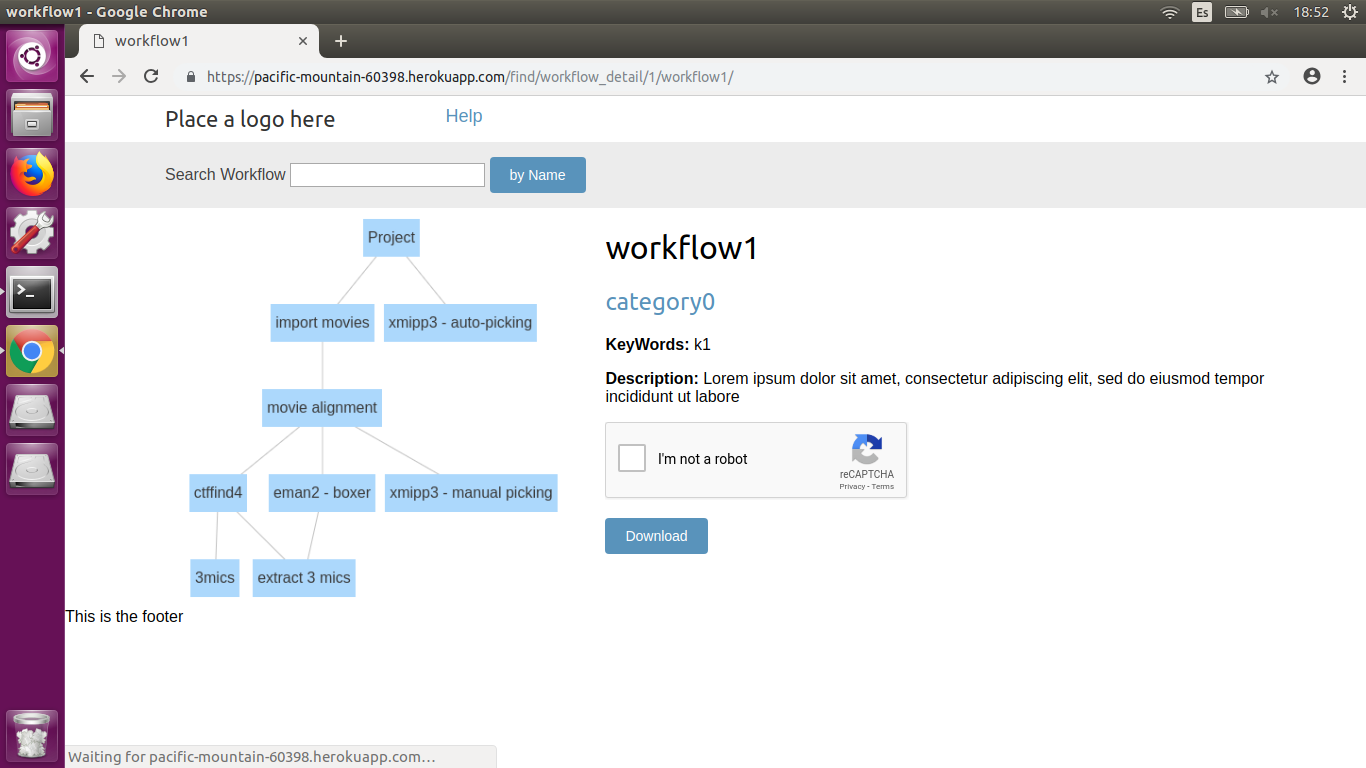 workflow1 - Google Chrome
Es
18:52
workflow1
https://pacific-mountain-60398.herokuapp.com/find/workflow_detail/1/workflow1/
Place a logo here
Help
Search Workflow
by Name
Project
import movies
xmipp3 - auto-picking
movie alignment
ctffind4
eman2 - boxer
xmipp3 - manual picking
3mics
extract 3 mics
workflow1
category0
KeyWords: k1
Description: Lorem ipsum dolor sit amet, consectetur adipiscing elit, sed do eiusmod tempor
incididunt ut labore
I'm not a robot
reCAPTCHA
Privacy - Terms
Download
This is the footer
Waiting for pacific-mountain-60398.herokuapp.com…